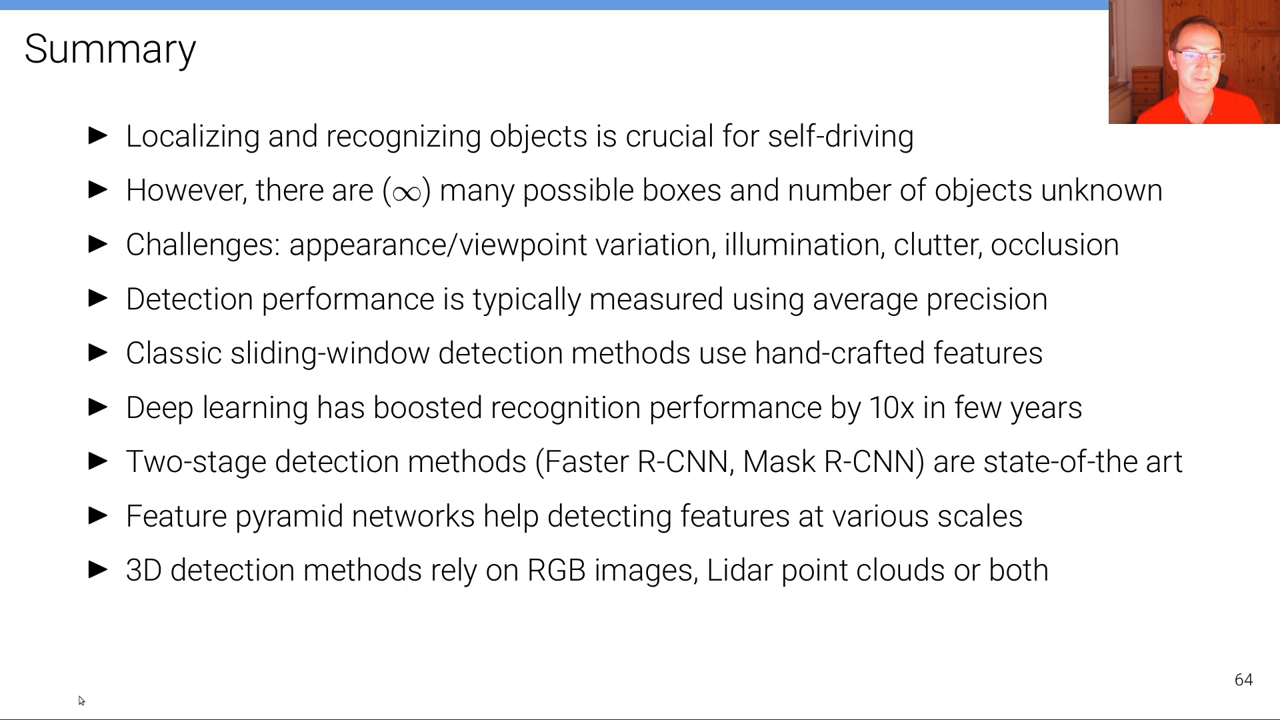 Summary
► Localizing and recognizing objects is crucial for self-driving
► However, there are (∞) many possible boxes and number of objects unknown
► Challenges: appearance/viewpoint variation, illumination, clutter, occlusion
► Detection performance is typically measured using average precision
► Classic sliding-window detection methods use hand-crafted features
► Deep learning has boosted recognition performance by 10x in few years
► Two-stage detection methods (Faster R-CNN, Mask R-CNN) are state-of-the art
► Feature pyramid networks help detecting features at various scales
► 3D detection methods rely on RGB images, Lidar point clouds or both
64